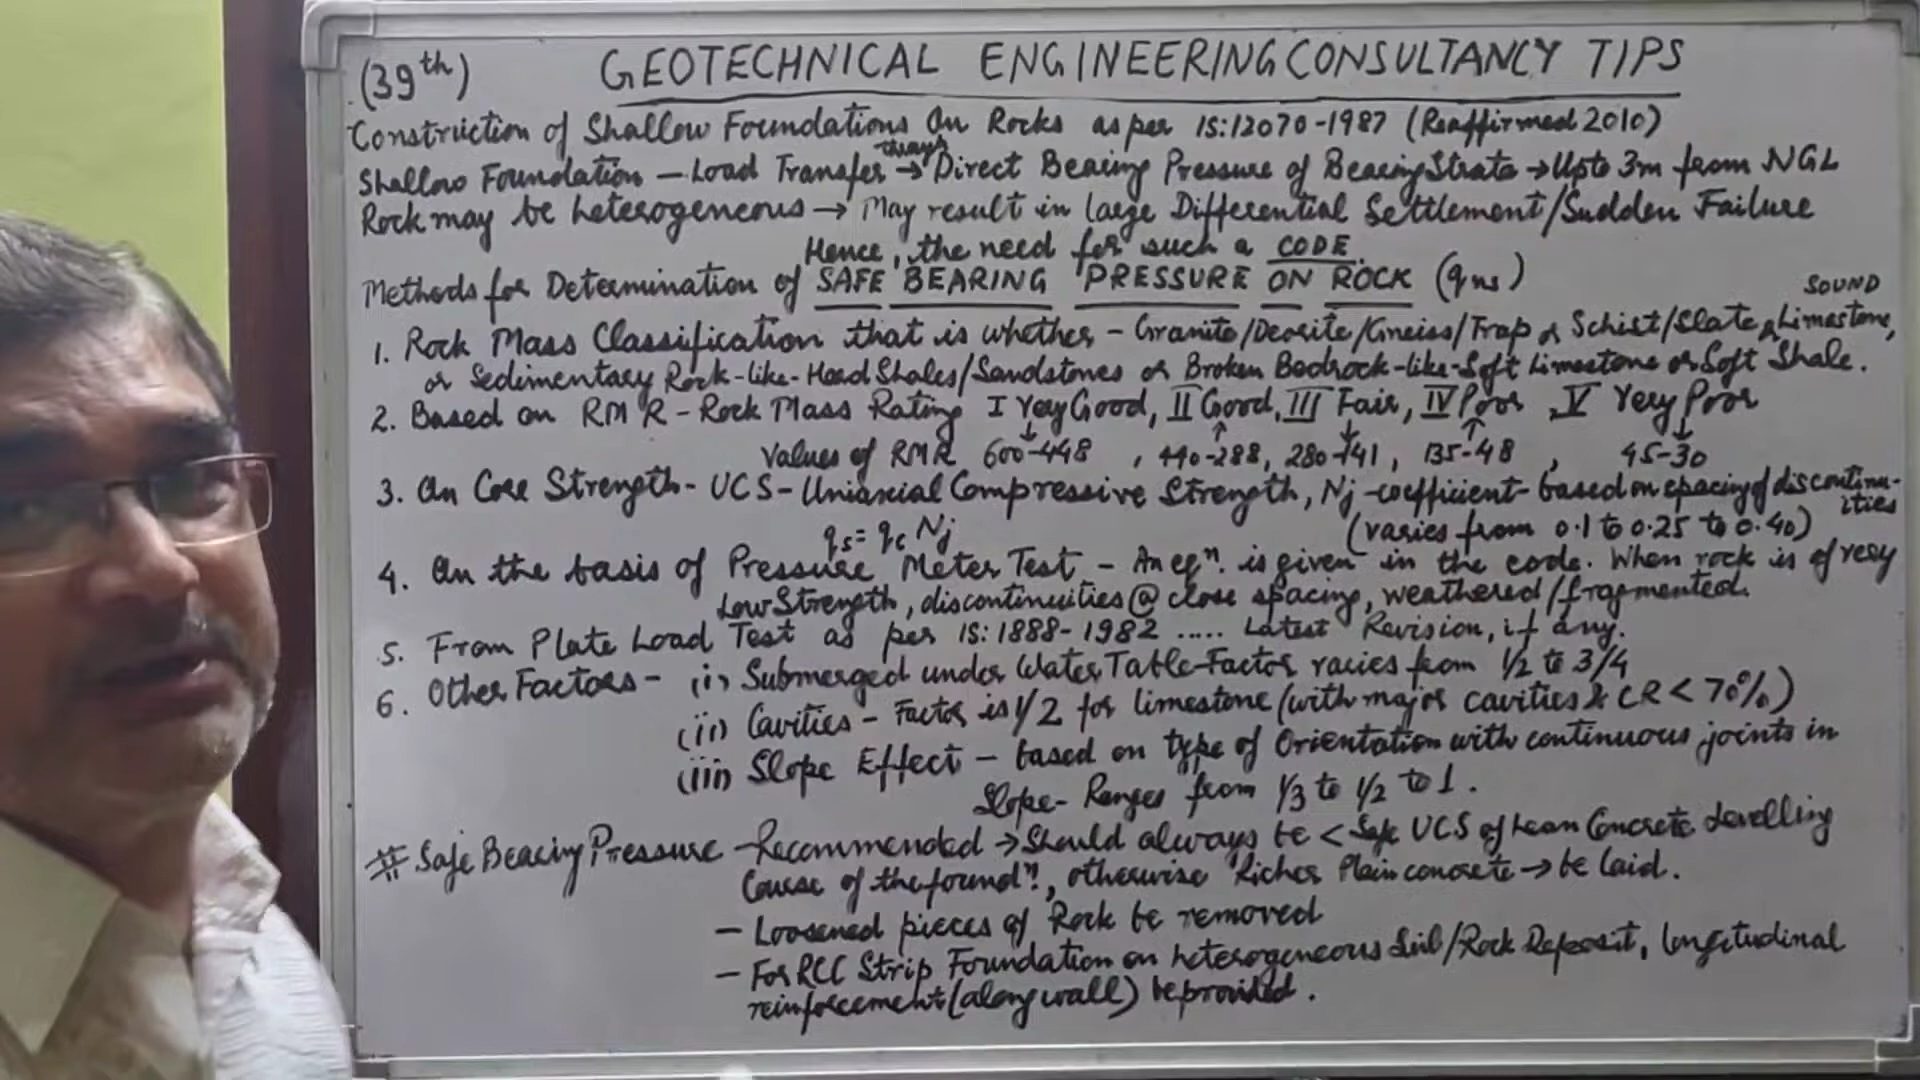 (39th) GEOTECHNICAL ENGINEERING CONSULTANCY TIPS
Construction of Shallow Foundations On Rocks as per IS:12070-1987 (Reaffirmed 2010)
Shallow Foundation — Load Transfer through → Direct Bearing Pressure of Bearing Strata → Upto 3m from NGL
Rock may be heterogeneous → May result in large Differential Settlement/Sudden Failure
Hence, the need for such a CODE.
Methods for Determination of SAFE BEARING PRESSURE ON ROCK (qns)
1. Rock Mass Classification that is whether - Granite/Deorite/Gneiss/Trap or Schist/Slate, SOUND Limestone,
or Sedimentary Rock-like-Hard Shales/Sandstones or Broken Bedrock-like-Soft Limestone or Soft Shale.
2. Based on RMR - Rock Mass Rating I Very Good, II Good, III Fair, IV Poor, V Very Poor
Values of RMR 600-448, 440-288, 280-141, 135-48, 45-30
3. On Core Strength - UCS - Uniaxial Compressive Strength, Nj - coefficient - based on spacing of discontinu-
ities
qs = qc Nj (varies from 0.1 to 0.25 to 0.40)
4. On the basis of Pressure Meter Test - An eqn. is given in the code. When rock is of very
Low Strength, discontinuities @ close spacing, weathered/fragmented.
5. From Plate Load Test as per IS: 1888-1982 ..... Latest Revision, if any.
6. Other Factors - (i) Submerged under Water Table-Factor varies from 1/2 to 3/4
(ii) Cavities - Factor is 1/2 for limestone (with major cavities & CR < 70%)
(iii) Slope Effect - based on type of Orientation with continuous joints in
Slope- Ranges from 1/3 to 1/2 to 1.
# Safe Bearing Pressure - Recommended → Should always be < Safe UCS of Lean Concrete Levelling
Course of the foundn., otherwise Richer Plain concrete → be laid.
- Loosened pieces of Rock be removed
- For RCC Strip Foundation on heterogeneous Soil/Rock Deposit, longitudinal
reinforcement (along wall) be provided.